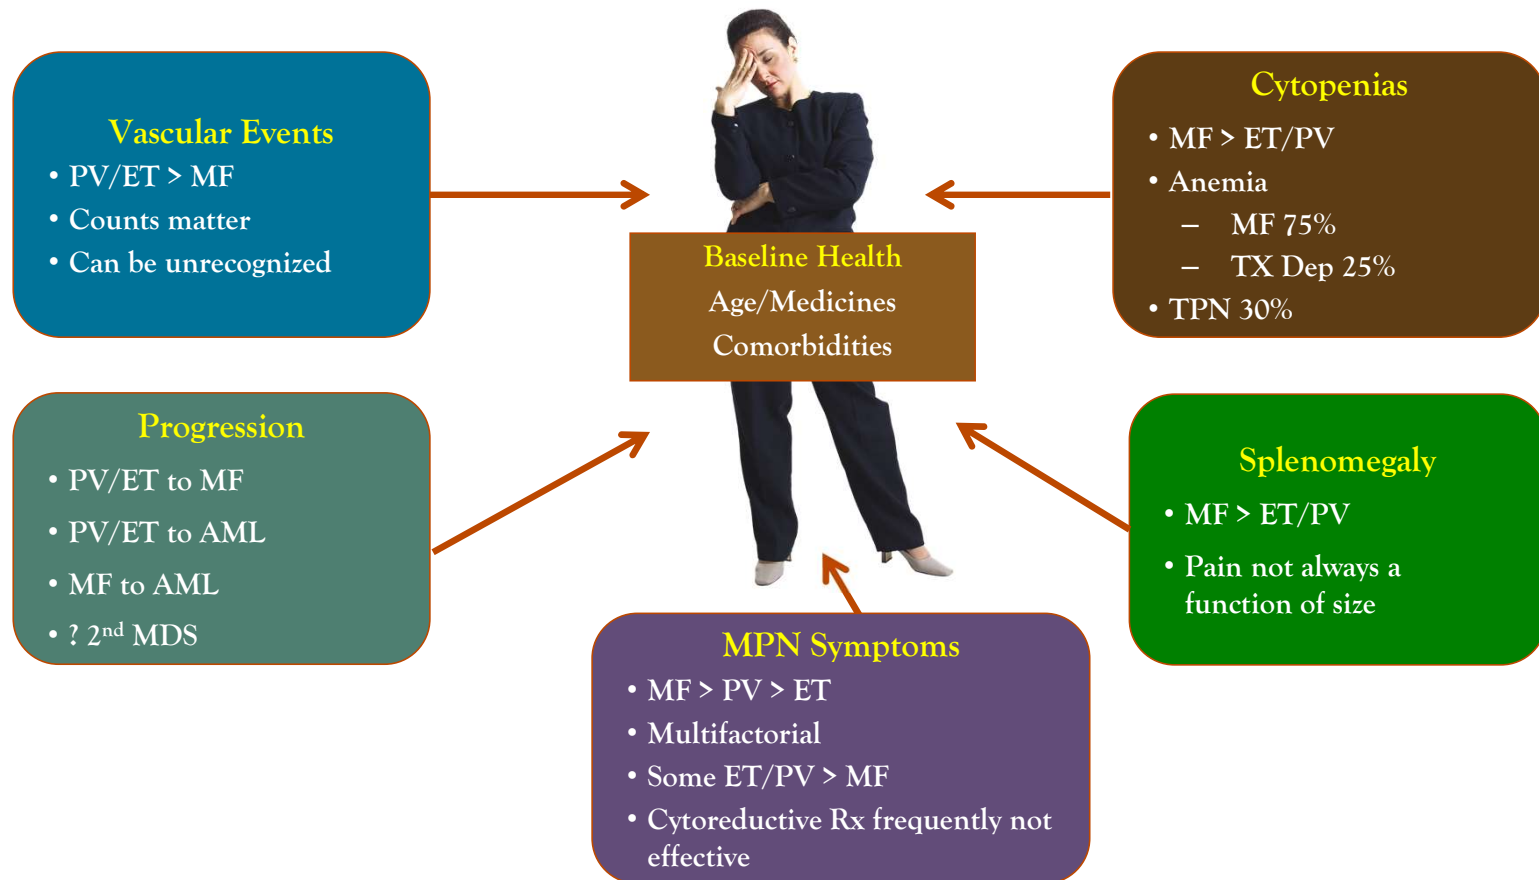 Vascular Events
• PV/ET > MF
• Counts matter
• Can be unrecognized
Baseline Health
Age/Medicines
Comorbidities
Cytopenias
• MF > ET/PV
• Anemia
– MF 75%
– TX Dep 25%
• TPN 30%
Progression
• PV/ET to MF
• PV/ET to AML
• MF to AML
• ? 2nd MDS
MPN Symptoms
• MF > PV > ET
• Multifactorial
• Some ET/PV > MF
• Cytoreductive Rx frequently not
effective
Splenomegaly
• MF > ET/PV
• Pain not always a
function of size